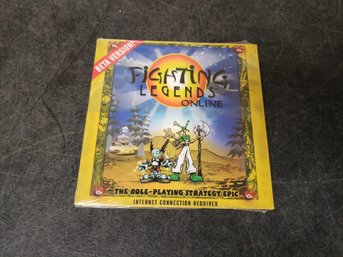 BETA VERSION!
FIGHTING
LEGENDS
ONLINE
THE ROLE-PLAYING STRATEGY EPIC
INTERNET CONNECTION REQUIRED